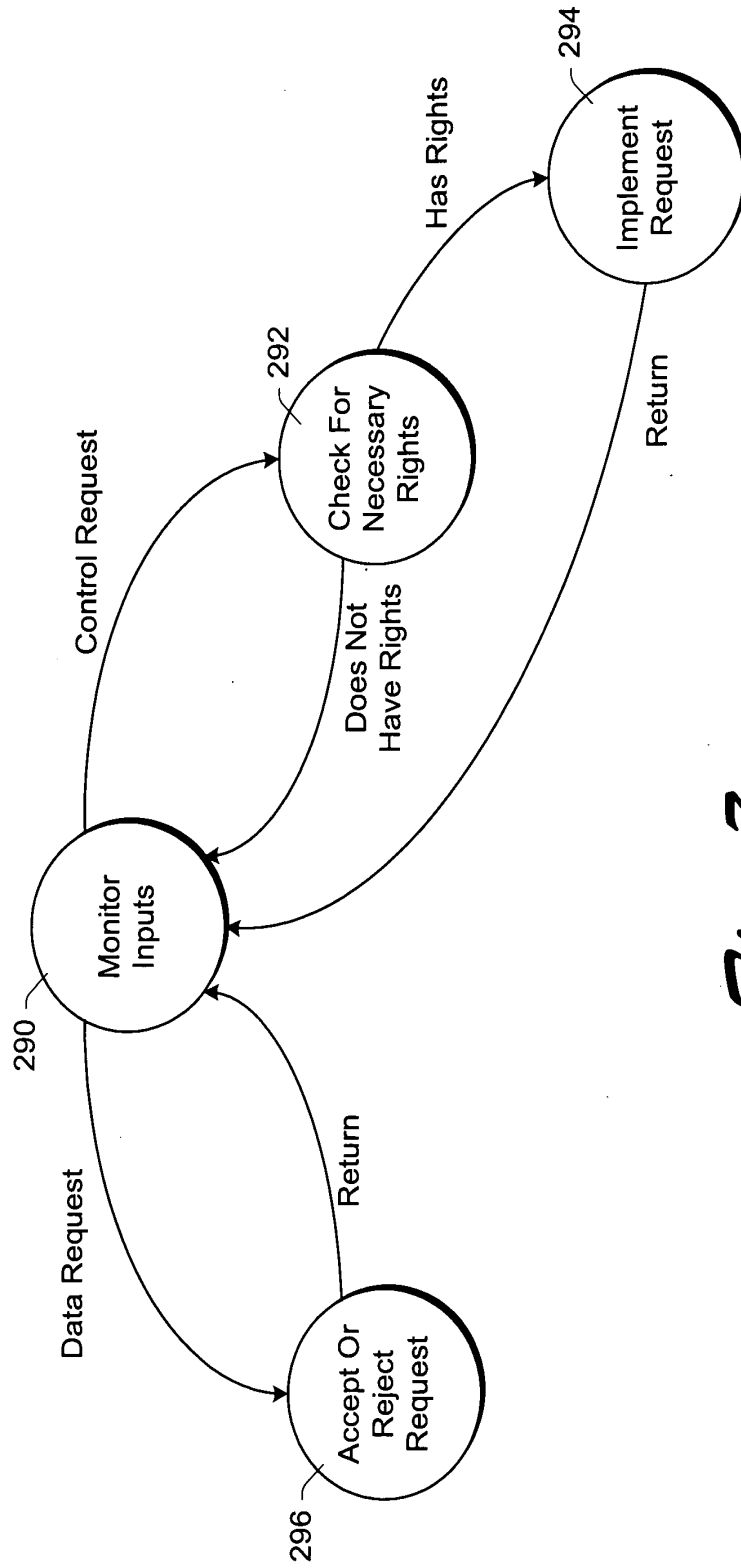 290
Monitor
Inputs
Data Request
Control Request
296
Accept Or
Reject
Request
Return
292
Check For
Necessary
Rights
Does Not
Have Rights
Has Rights
294
Implement
Request
Return